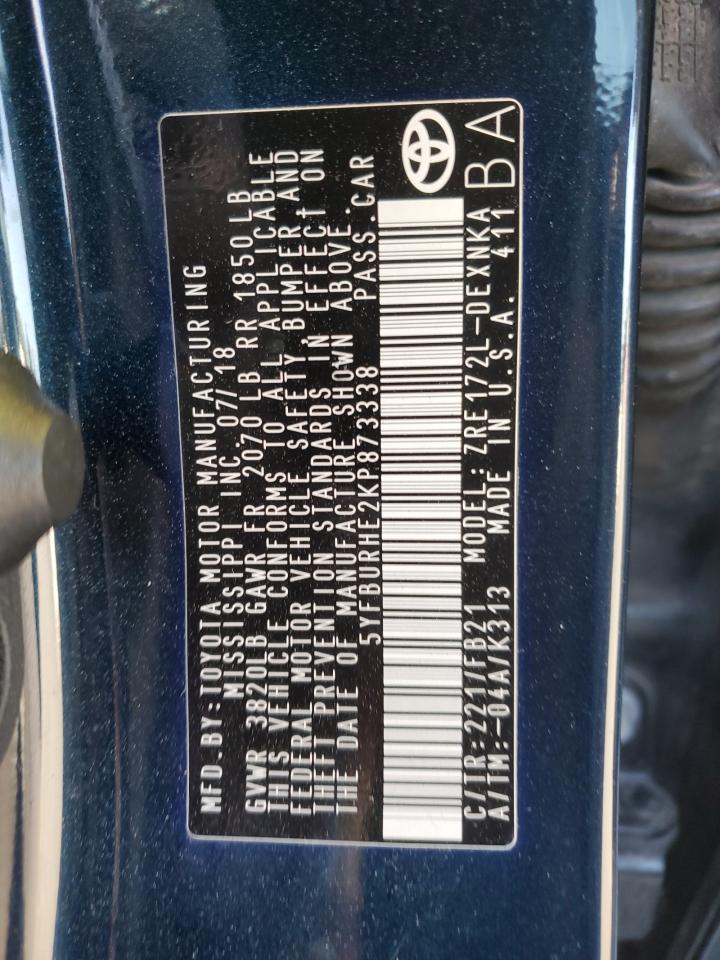 MFD.BY:TOYOTA MOTOR MANUFACTURING
MISSISSIPPI INC. 07/18
GVWR 3820LB GAWR FR 2070 LB RR 1850 LB
THIS VEHICLE CONFORMS TO ALL APPLICABLE
FEDERAL MOTOR VEHICLE SAFETY, BUMPER, AND
THEFT PREVENTION STANDARDS IN EFFECT ON
THE DATE OF MANUFACTURE SHOWN ABOVE.
5YFBURHE2KP873338 PASS.CAR
C/TR:221/FB21 MODEL:ZRE172L-DEXNKA
A/TM:-04A/K313 MADE IN U.S.A. 411
BA